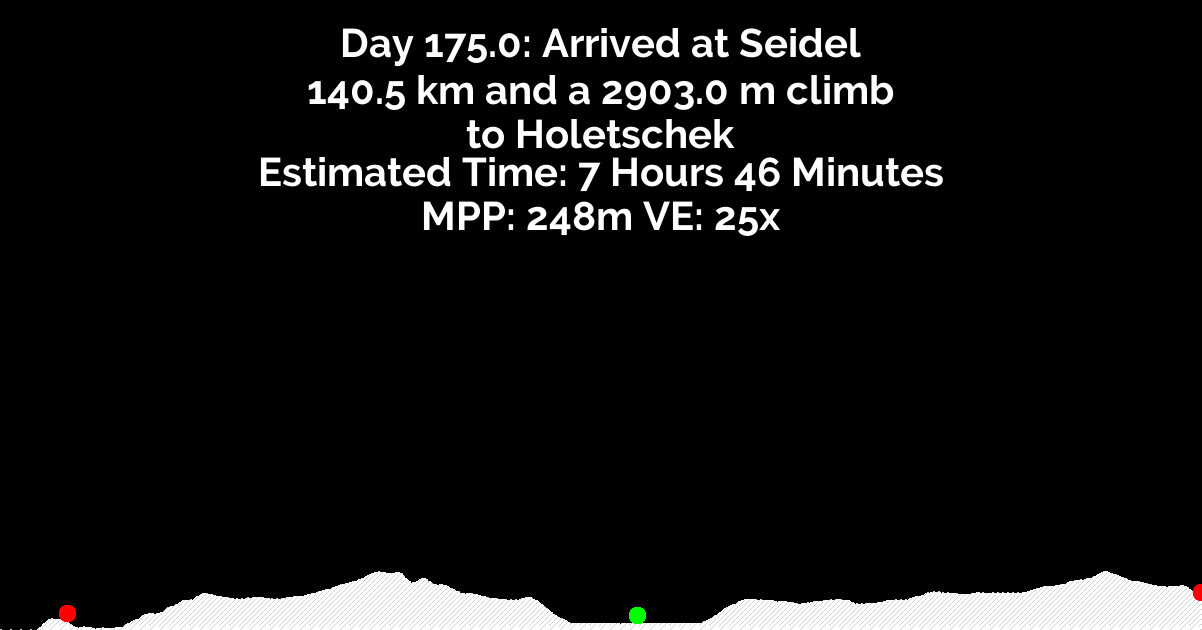 Day 175.0: Arrived at Seidel
140.5 km and a 2903.0 m climb
to Holetschek
Estimated Time: 7 Hours 46 Minutes
MPP: 248m VE: 25x